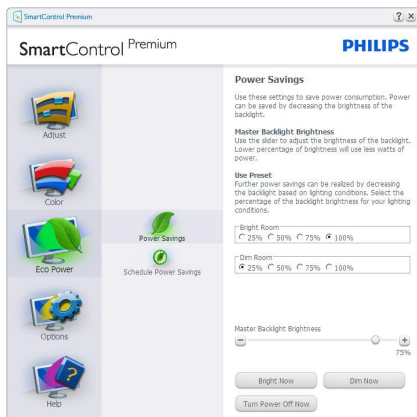 SmartControl Premium
SmartControl Premium
PHILIPS
Adjust
Color
Eco Power
Options
Help
Power Savings
Schedule Power Savings
Power Savings
Use these settings to save power consumption. Power
can be saved by decreasing the brightness of the
backlight.
Master Backlight Brightness
Use the slider to adjust the brightness of the backlight.
Lower percentage of brightness will use less watts of
power.
Use Preset
Further power savings can be realized by decreasing
the backlight based on lighting conditions. Select the
percentage of the backlight brightness for your lighting
conditions.
Bright Room
25% 50% 75% 100%
Dim Room
25% 50% 75% 100%
Master Backlight Brightness
75%
Bright Now Dim Now
Turn Power Off Now